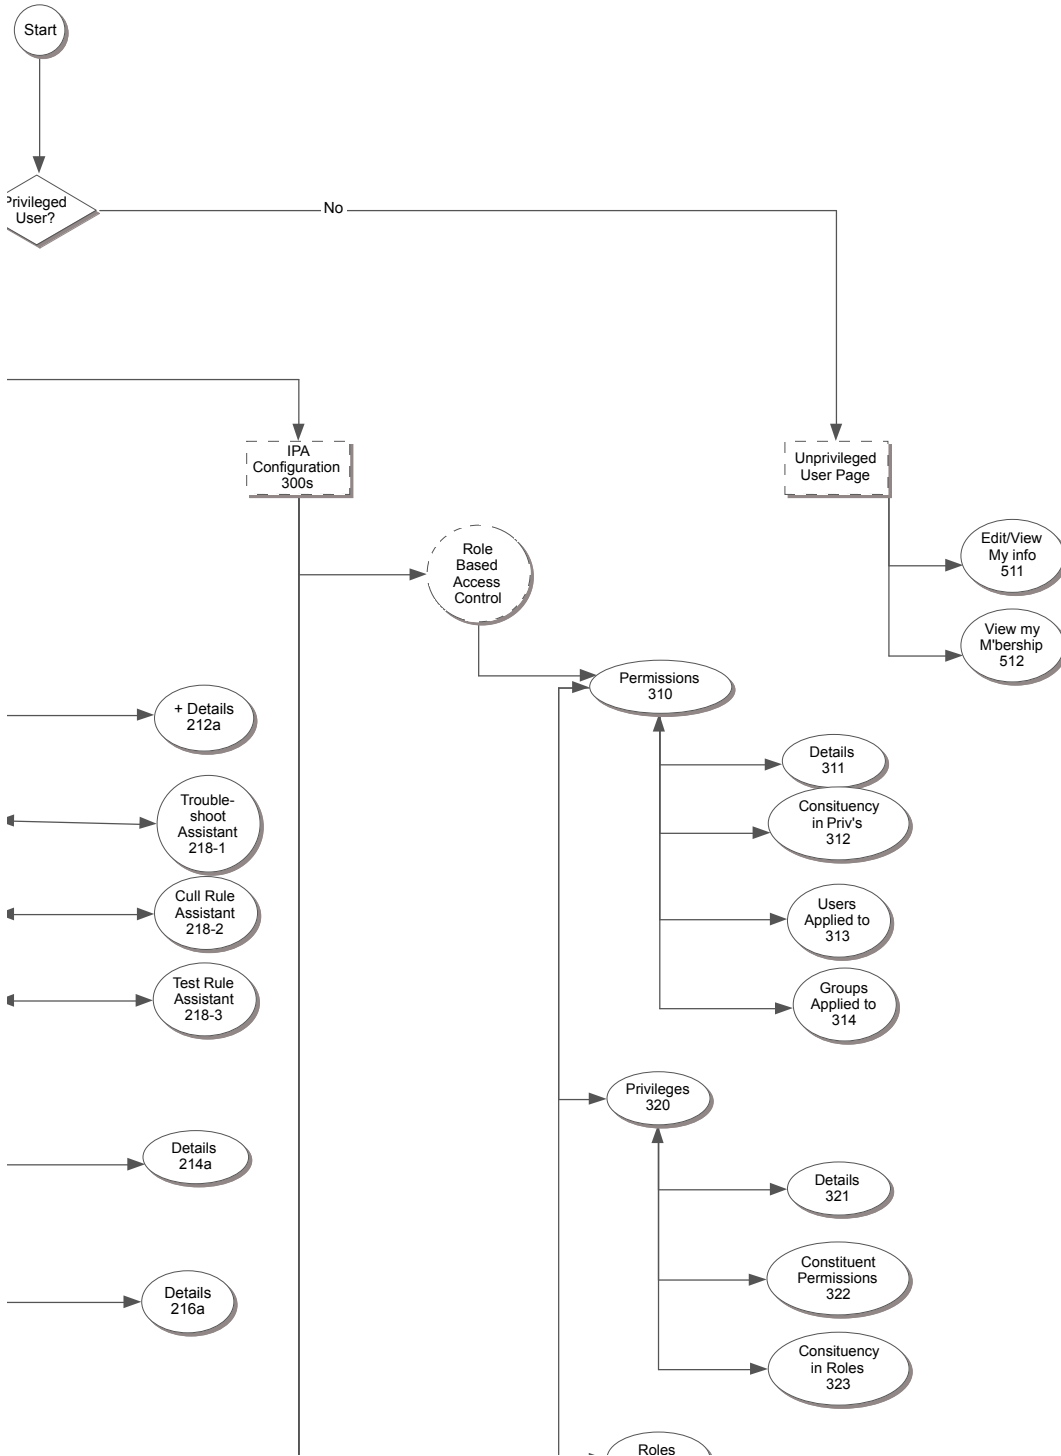 Start
Privileged
User?
No
IPA
Configuration
300s
Unprivileged
User Page
Role
Based
Access
Control
Edit/View
My info
511
View my
M'bership
512
Permissions
310
+ Details
212a
Details
311
Trouble-
shoot
Assistant
218-1
Consituency
in Priv's
312
Cull Rule
Assistant
218-2
Users
Applied to
313
Test Rule
Assistant
218-3
Groups
Applied to
314
Privileges
320
Details
214a
Details
321
Constituent
Permissions
322
Details
216a
Consituency
in Roles
323
Roles